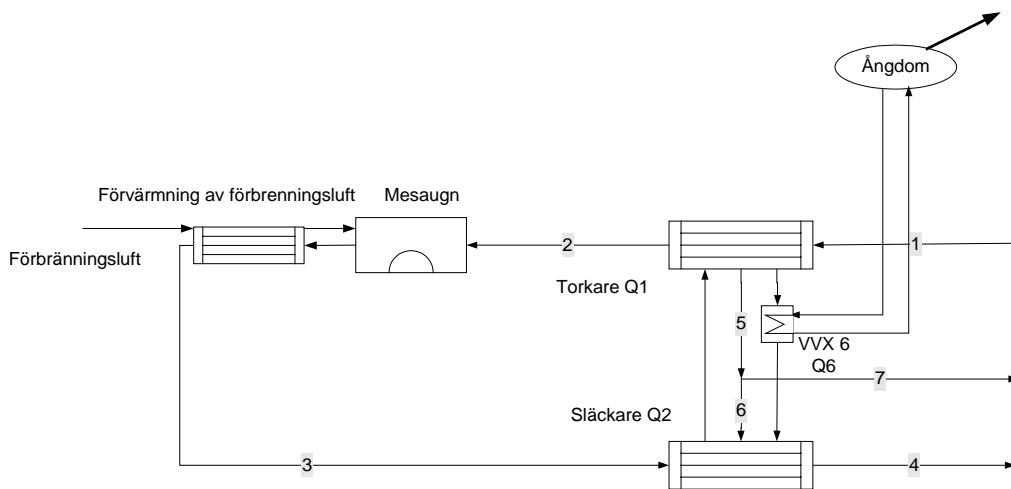 Ångdom
Förvärmning av förbrenningsluft
Mesaugn
Förbränningsluft
2
1
Torkare Q1
5
VVX 6
Q6
7
6
Släckare Q2
3
4